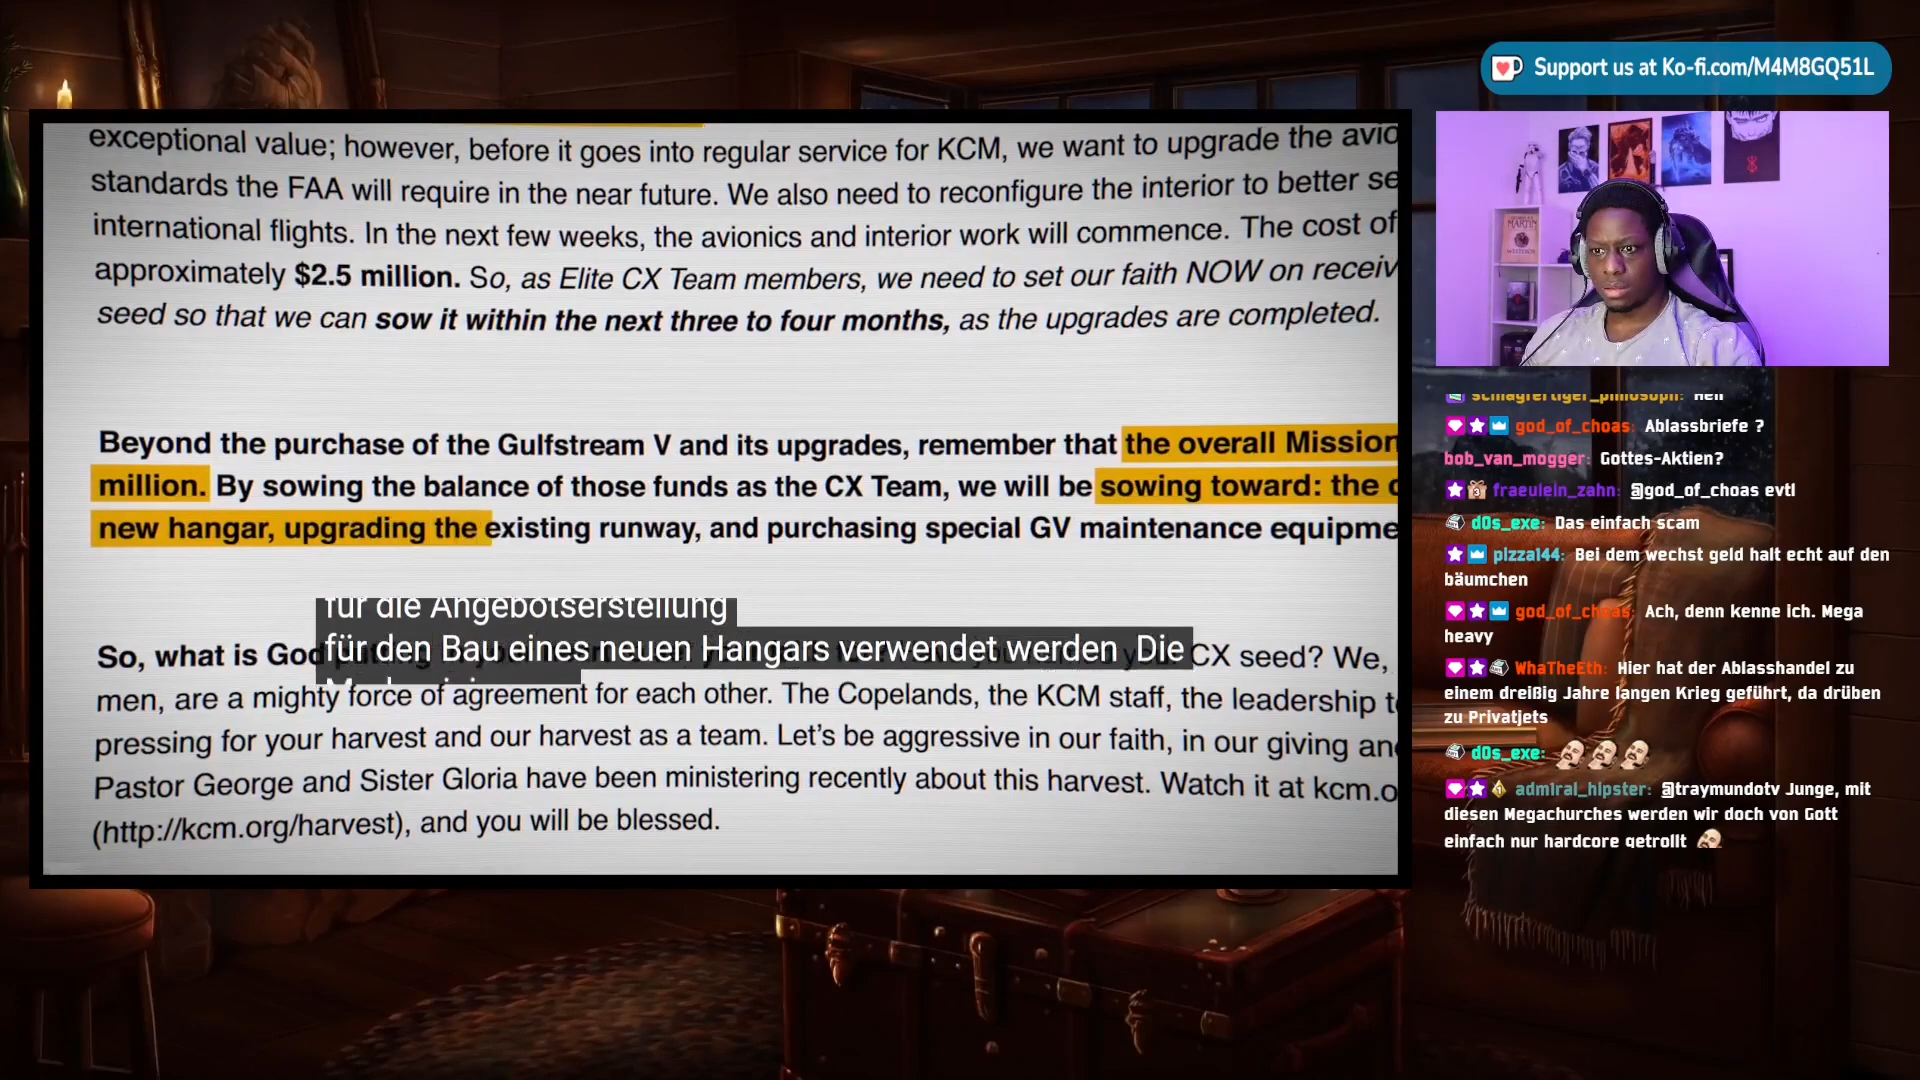 Support us at Ko-fi.com/M4M8GQ51L
exceptional value; however, before it goes into regular service for KCM, we want to upgrade the avio
standards the FAA will require in the near future. We also need to reconfigure the interior to better se
international flights. In the next few weeks, the avionics and interior work will commence. The cost of
approximately $2.5 million. So, as Elite CX Team members, we need to set our faith NOW on receiv
seed so that we can sow it within the next three to four months, as the upgrades are completed.
Beyond the purchase of the Gulfstream V and its upgrades, remember that the overall Mission
million. By sowing the balance of those funds as the CX Team, we will be sowing toward: the c
new hangar, upgrading the existing runway, and purchasing special GV maintenance equipme
für die Angebotserstellung
für den Bau eines neuen Hangars verwendet werden. Die
So, what is God CX seed? We,
men, are a mighty force of agreement for each other. The Copelands, the KCM staff, the leadership t
pressing for your harvest and our harvest as a team. Let's be aggressive in our faith, in our giving an
Pastor George and Sister Gloria have been ministering recently about this harvest. Watch it at kcm.o
(http://kcm.org/harvest), and you will be blessed.
schlagfertiger_philosoph: Hell
god_of_choas: Ablassbriefe ?
bob_van_mogger: Gottes-Aktien?
fraeulein_zahn: @god_of_choas evtl
d0s_exe: Das einfach scam
pizza144: Bei dem wechst geld halt echt auf den
bäumchen
god_of_choas: Ach, denn kenne ich. Mega
heavy
WhaTheEth: Hier hat der Ablasshandel zu
einem dreißig Jahre langen Krieg geführt, da drüben
zu Privatjets
d0s_exe:
adm1ral_hipster: @traymundotv Junge, mit
diesen Megachurches werden wir doch von Gott
einfach nur hardcore getrollt